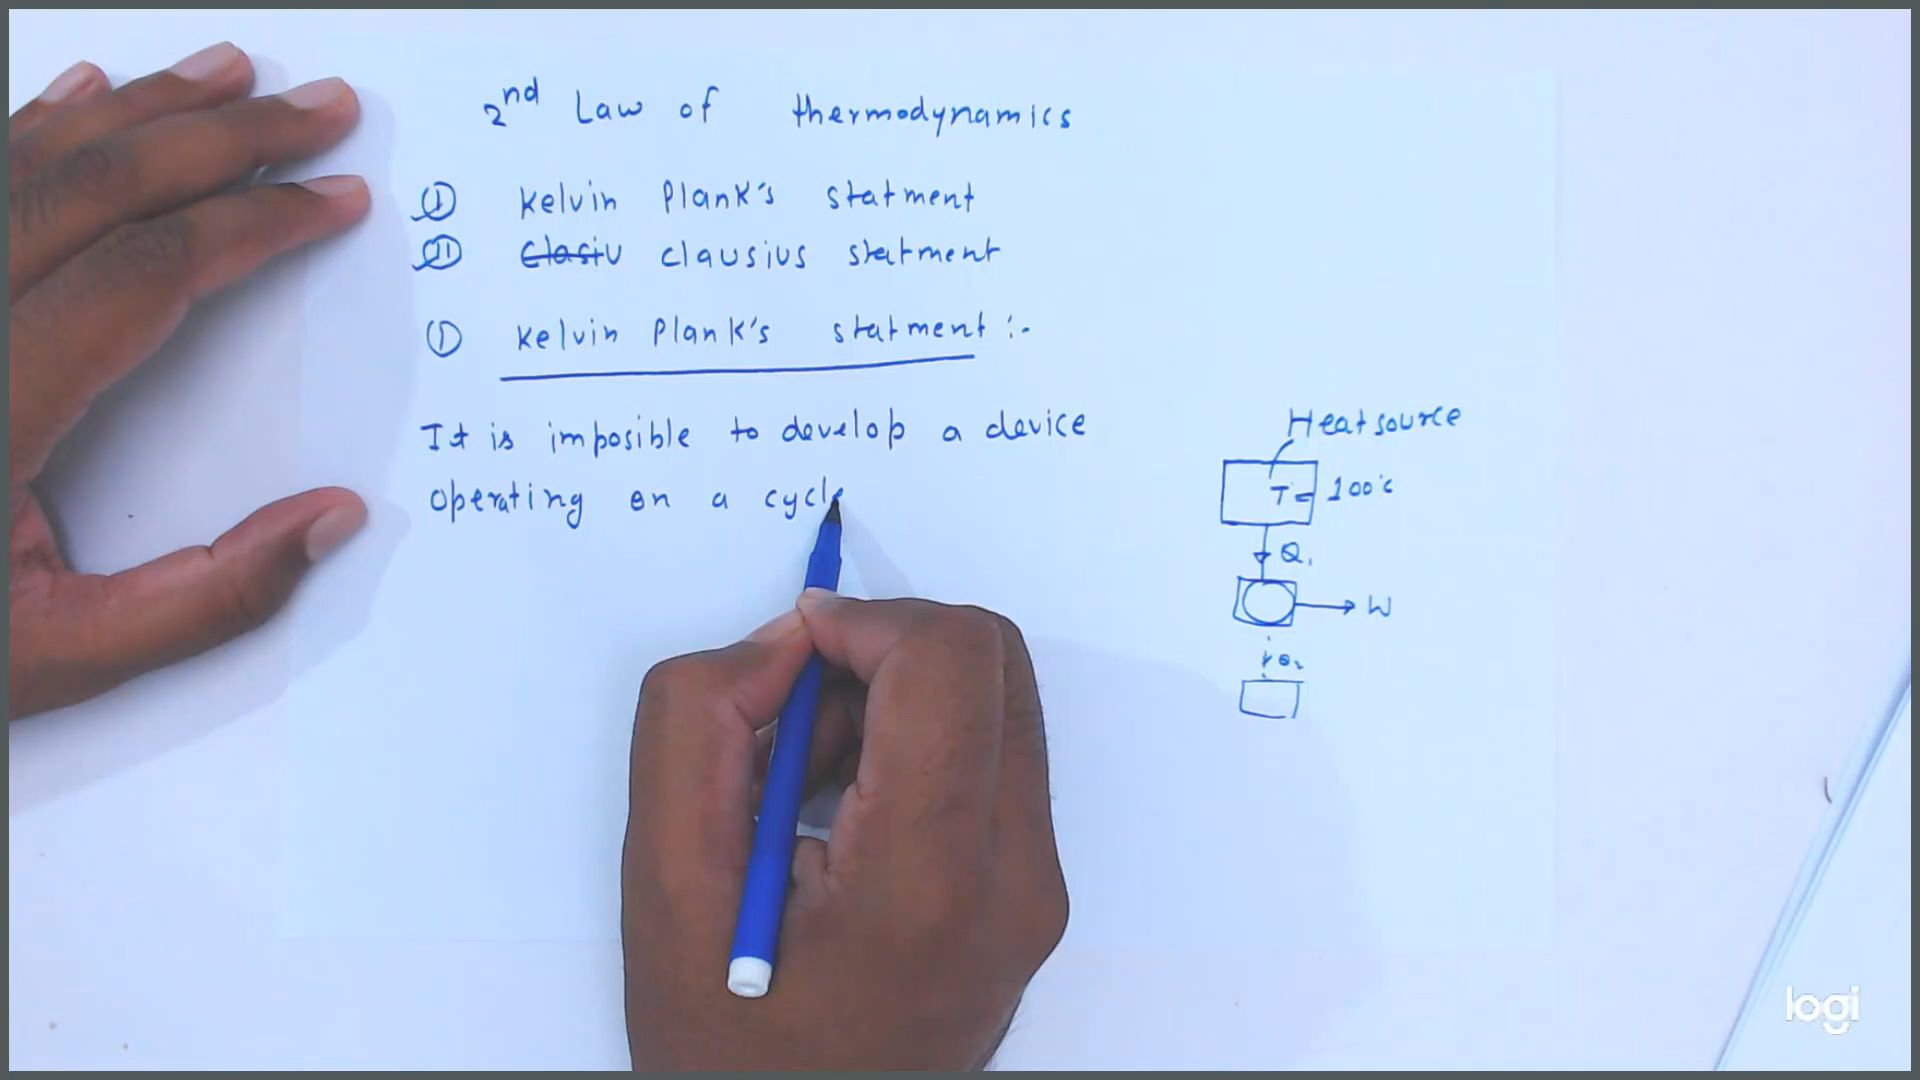 2nd Law of thermodynamics
① Kelvin Plank's statment
② Clasiu clausius statment
① Kelvin Plank's statment :-
It is imposible to develop a device
operating on a cycle
Heat source
T = 100°c
Q1
W
Q2
logi